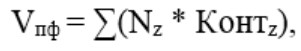 Vпф = ∑(Nz * Контz),